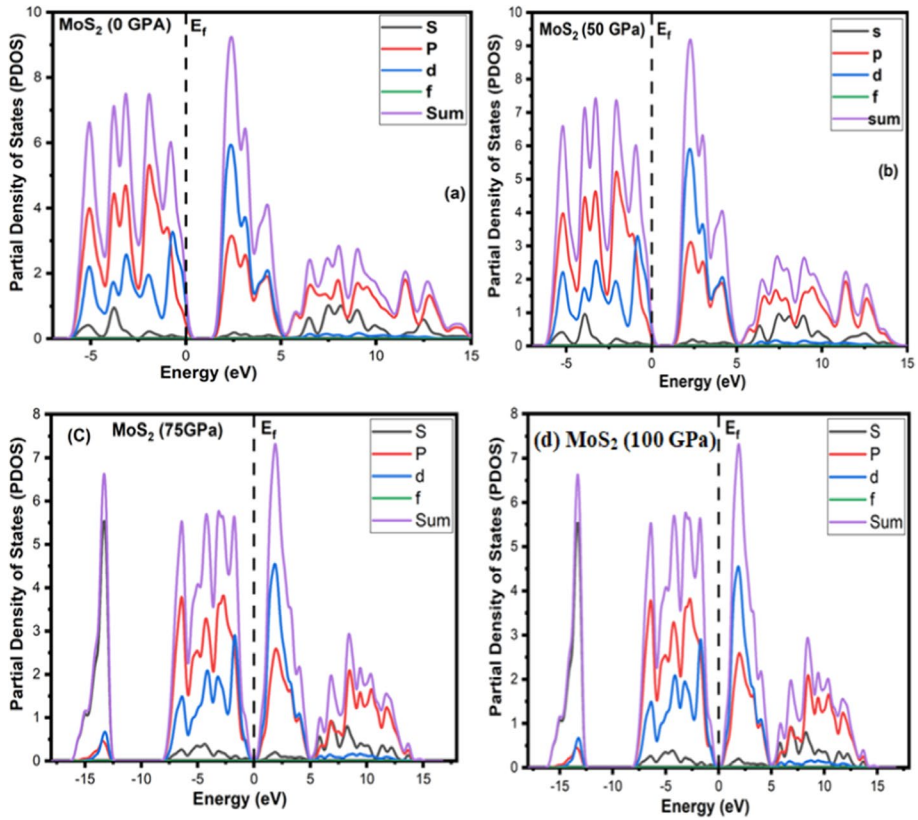 MoS₂ (0 GPA)
E_f
S
P
d
f
Sum
(a)
Partial Density of States (PDOS)
10
8
6
4
2
0
-5
0
5
10
15
Energy (eV)
MoS₂ (50 GPa)
E_f
s
p
d
f
sum
(b)
Partial Density of States (PDOS)
10
9
8
7
6
5
4
3
2
1
0
-5
0
5
10
15
Energy (eV)
(C)
MoS₂ (75GPa)
E_f
S
P
d
f
Sum
Partial Density of States (PDOS)
8
7
6
5
4
3
2
1
0
-15
-10
-5
0
5
10
15
Energy (eV)
(d) MoS₂ (100 GPa)
E_f
S
P
d
f
Sum
Partial Density of States (PDOS)
8
7
6
5
4
3
2
1
0
-15
-10
-5
0
5
10
15
Energy (eV)